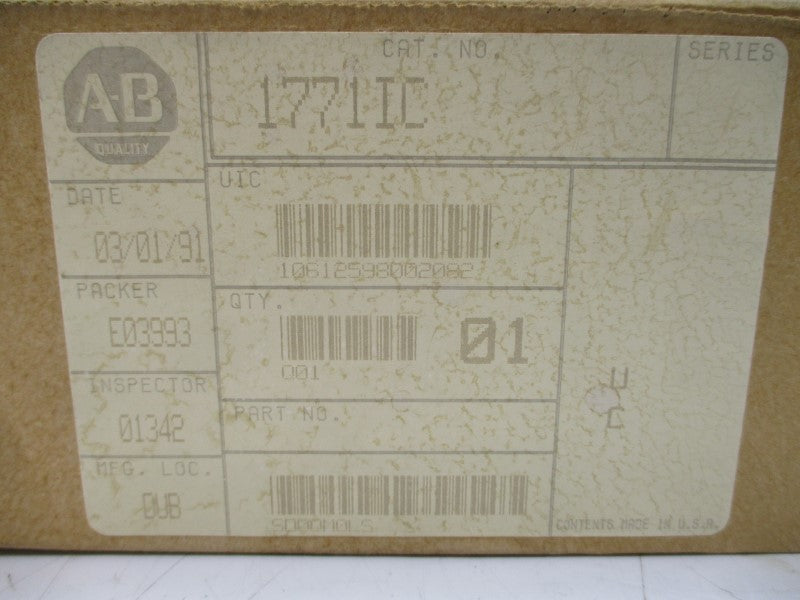 A-B
QUALITY
CAT. NO.
1771IC
SERIES
DATE
03/01/91
UIC
10612598002082
PACKER
E03993
QTY.
001
01
INSPECTOR
01342
PART NO.
MFG. LOC.
U
C
CONTENTS MADE IN U.S.A.